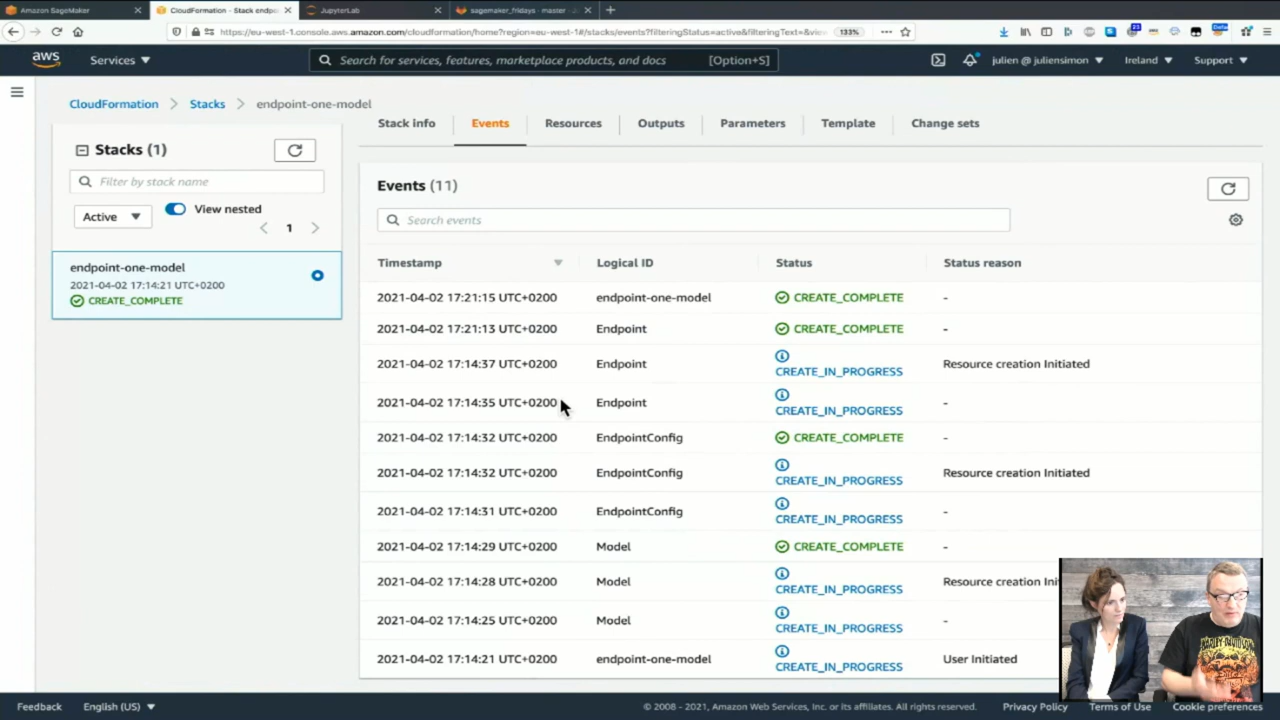 Amazon SageMaker
CloudFormation - Stack endpo
JupyterLab
sagemaker_fridays · master ·
https://eu-west-1.console.aws.amazon.com/cloudformation/home?region=eu-west-1#/stacks/events?filteringStatus=active&filteringText=&vie
133%
aws
Services
Search for services, features, marketplace products, and docs
[Option+S]
julien @ juliensimon
Ireland
Support
CloudFormation > Stacks > endpoint-one-model
Stacks (1)
Filter by stack name
Active
View nested
1
endpoint-one-model
2021-04-02 17:14:21 UTC+0200
CREATE_COMPLETE
Stack info Events Resources Outputs Parameters Template Change sets
Events (11)
Search events
Timestamp Logical ID Status Status reason
2021-04-02 17:21:15 UTC+0200 endpoint-one-model CREATE_COMPLETE -
2021-04-02 17:21:13 UTC+0200 Endpoint CREATE_COMPLETE -
2021-04-02 17:14:37 UTC+0200 Endpoint CREATE_IN_PROGRESS Resource creation Initiated
2021-04-02 17:14:35 UTC+0200 Endpoint CREATE_IN_PROGRESS -
2021-04-02 17:14:32 UTC+0200 EndpointConfig CREATE_COMPLETE -
2021-04-02 17:14:32 UTC+0200 EndpointConfig CREATE_IN_PROGRESS Resource creation Initiated
2021-04-02 17:14:31 UTC+0200 EndpointConfig CREATE_IN_PROGRESS -
2021-04-02 17:14:29 UTC+0200 Model CREATE_COMPLETE -
2021-04-02 17:14:28 UTC+0200 Model CREATE_IN_PROGRESS Resource creation Ini
2021-04-02 17:14:25 UTC+0200 Model CREATE_IN_PROGRESS -
2021-04-02 17:14:21 UTC+0200 endpoint-one-model CREATE_IN_PROGRESS User Initiated
Feedback
English (US)
© 2008 - 2021, Amazon Web Services, Inc. or its affiliates. All rights reserved.
Privacy Policy
Terms of Use
Cookie preferences